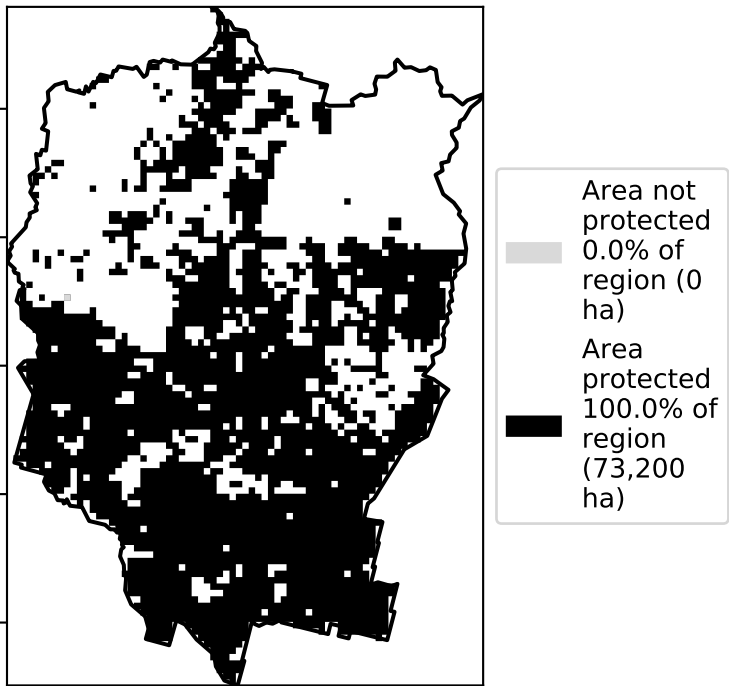 Area not
protected
0.0% of
region (0
ha)
Area
protected
100.0% of
region
(73,200
ha)